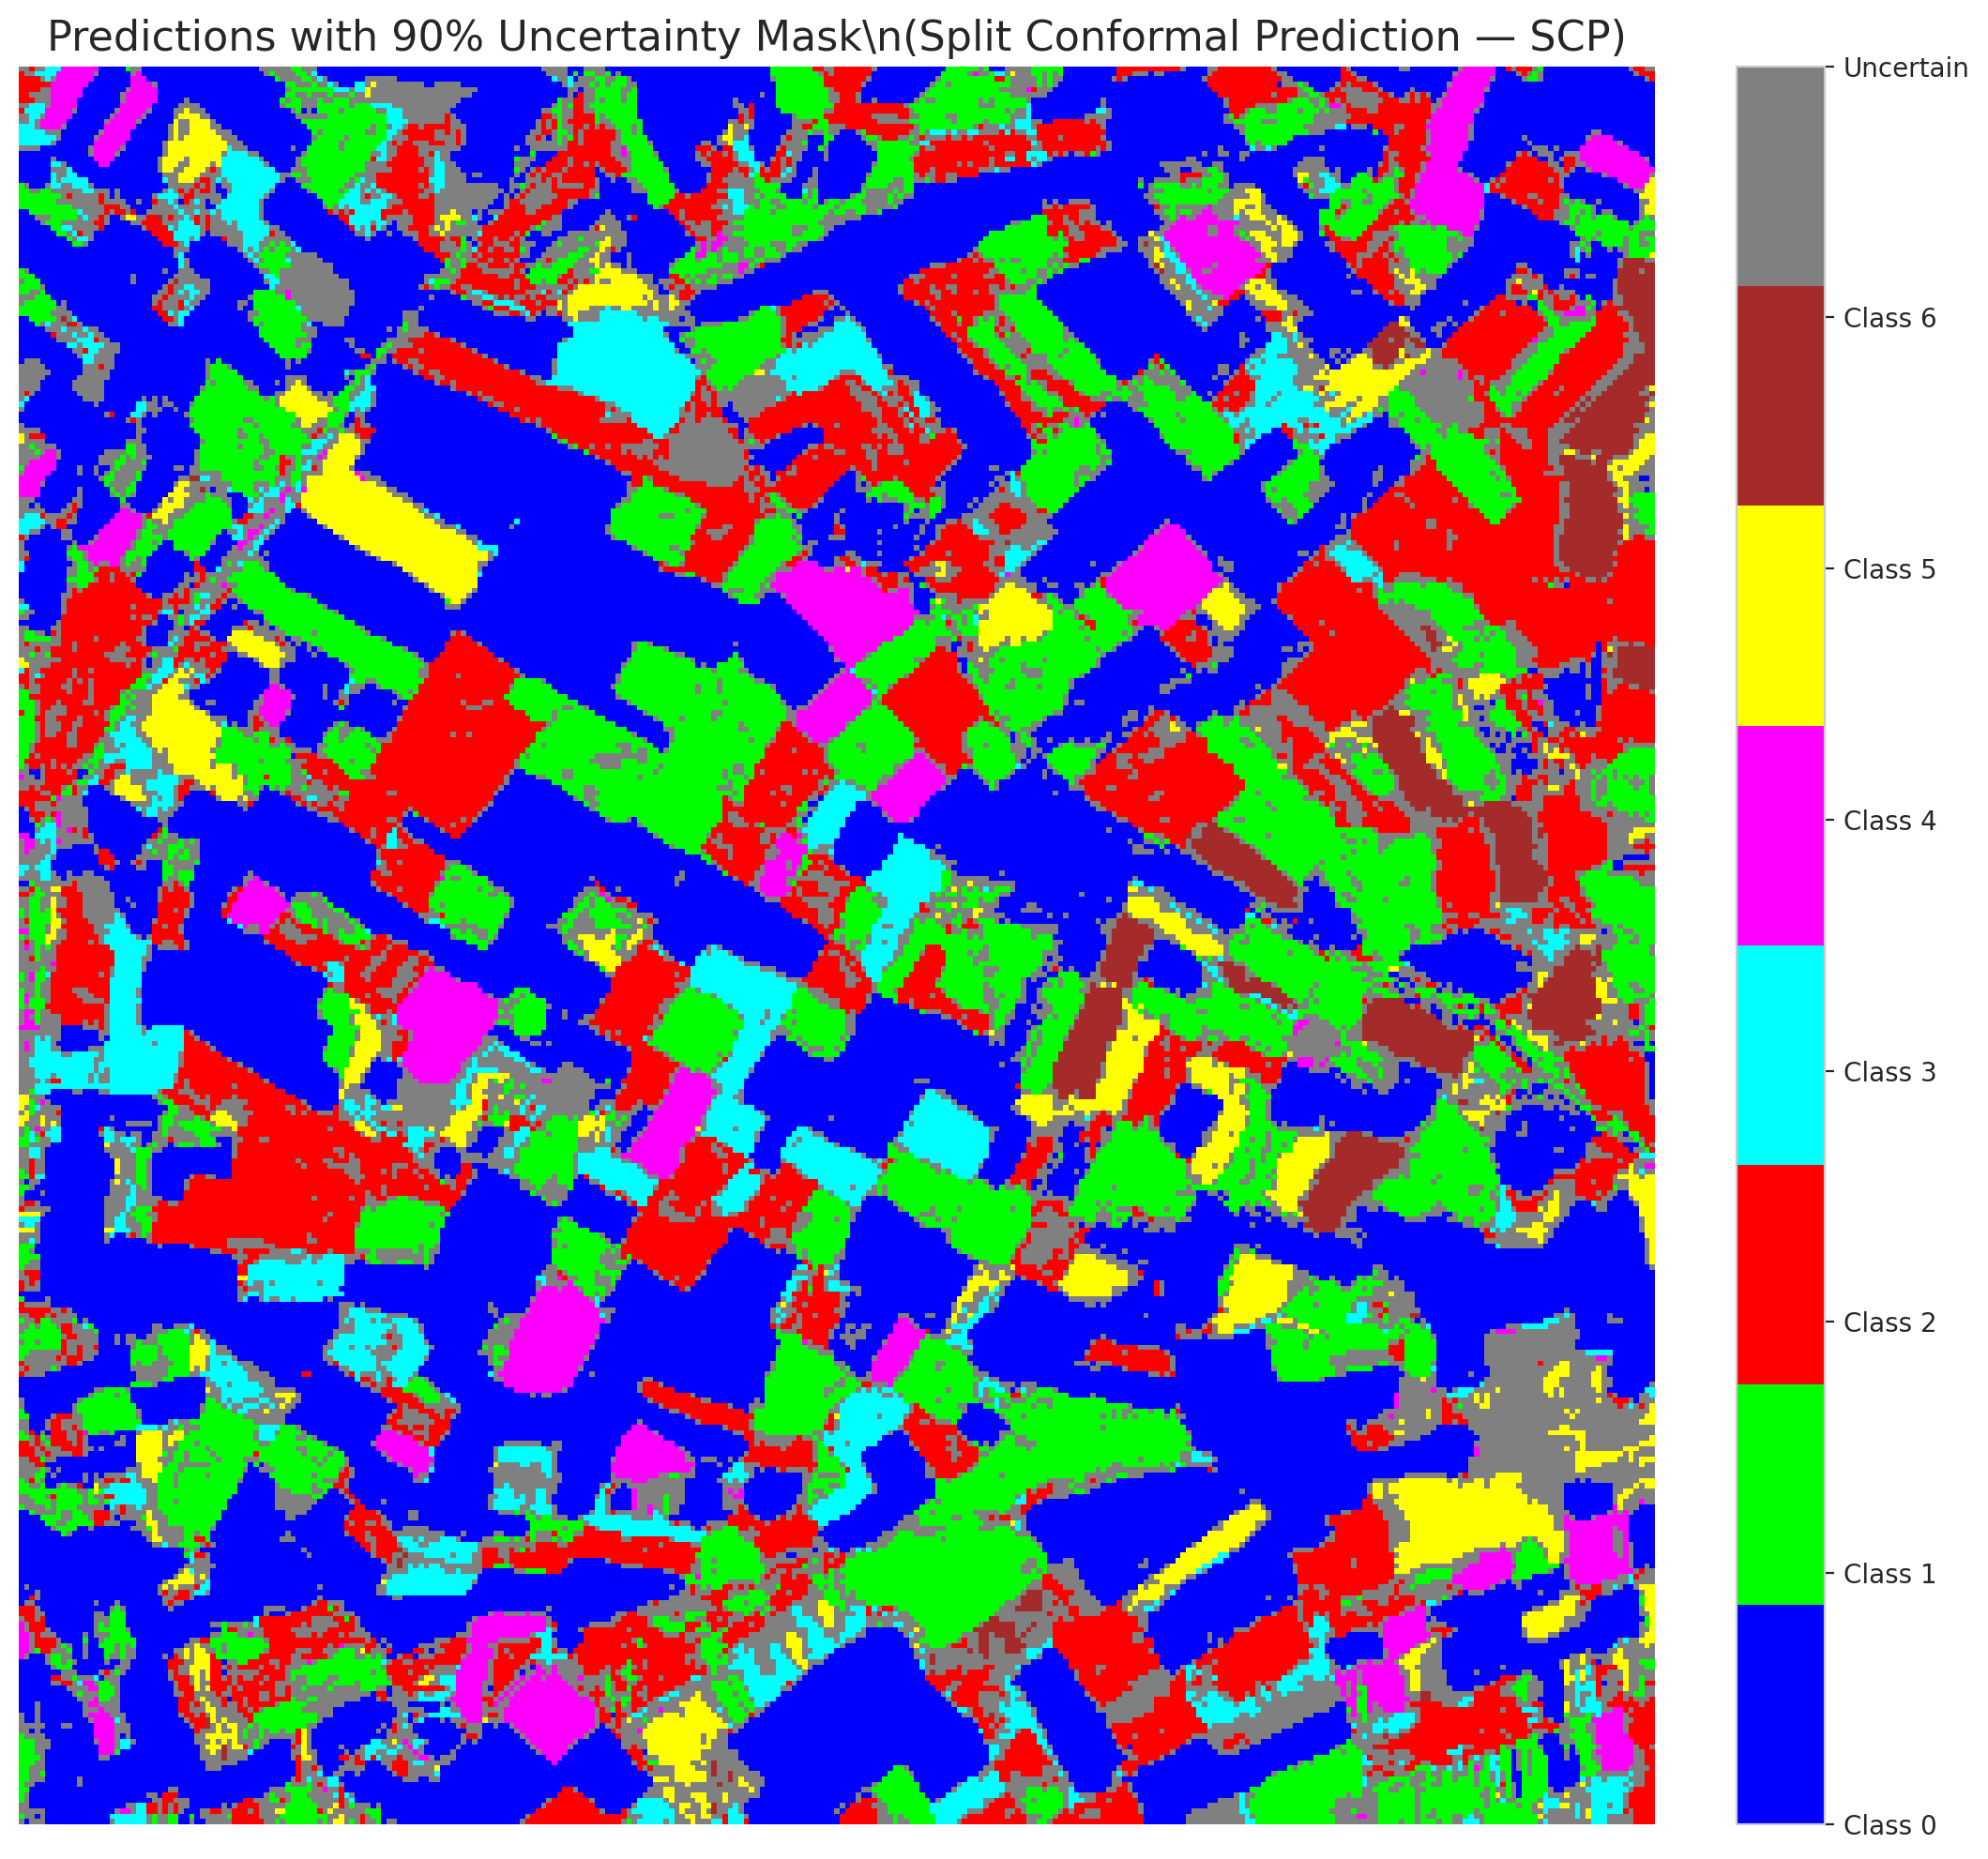 Predictions with 90% Uncertainty Mask\n(Split Conformal Prediction — SCP)
Uncertain
Class 6
Class 5
Class 4
Class 3
Class 2
Class 1
Class 0